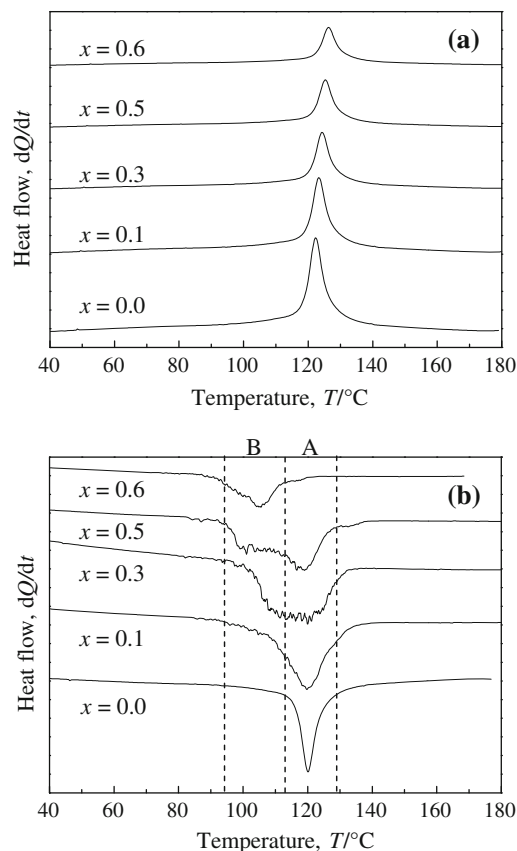 (a)
x = 0.6
x = 0.5
x = 0.3
x = 0.1
x = 0.0
Heat flow, dQ/dt
40 60 80 100 120 140 160 180
Temperature, T/°C
B A
(b)
x = 0.6
x = 0.5
x = 0.3
x = 0.1
x = 0.0
Heat flow, dQ/dt
40 60 80 100 120 140 160 180
Temperature, T/°C